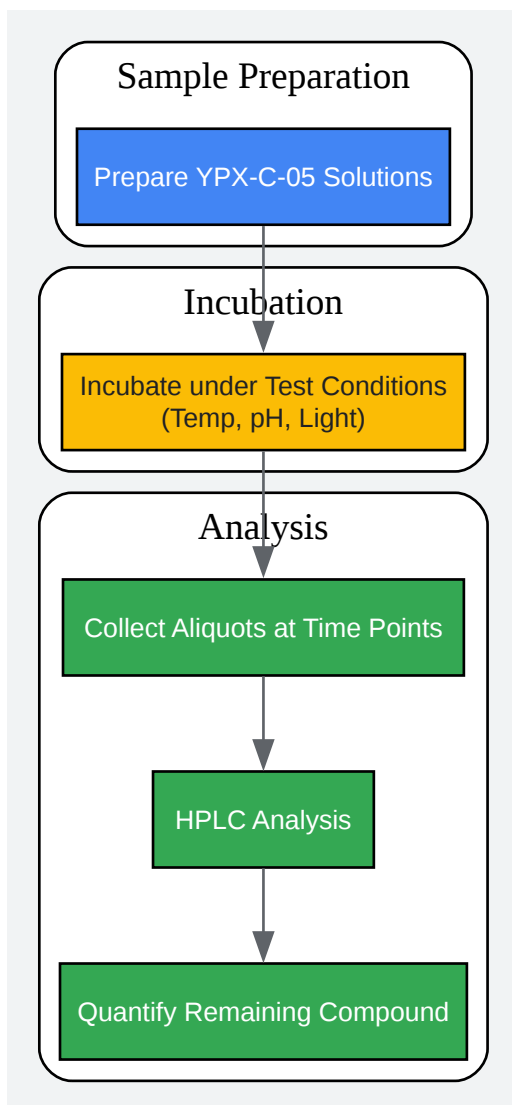 Sample Preparation
Prepare YPX-C-05 Solutions
Incubation
Incubate under Test Conditions
(Temp, pH, Light)
Analysis
Collect Aliquots at Time Points
HPLC Analysis
Quantify Remaining Compound